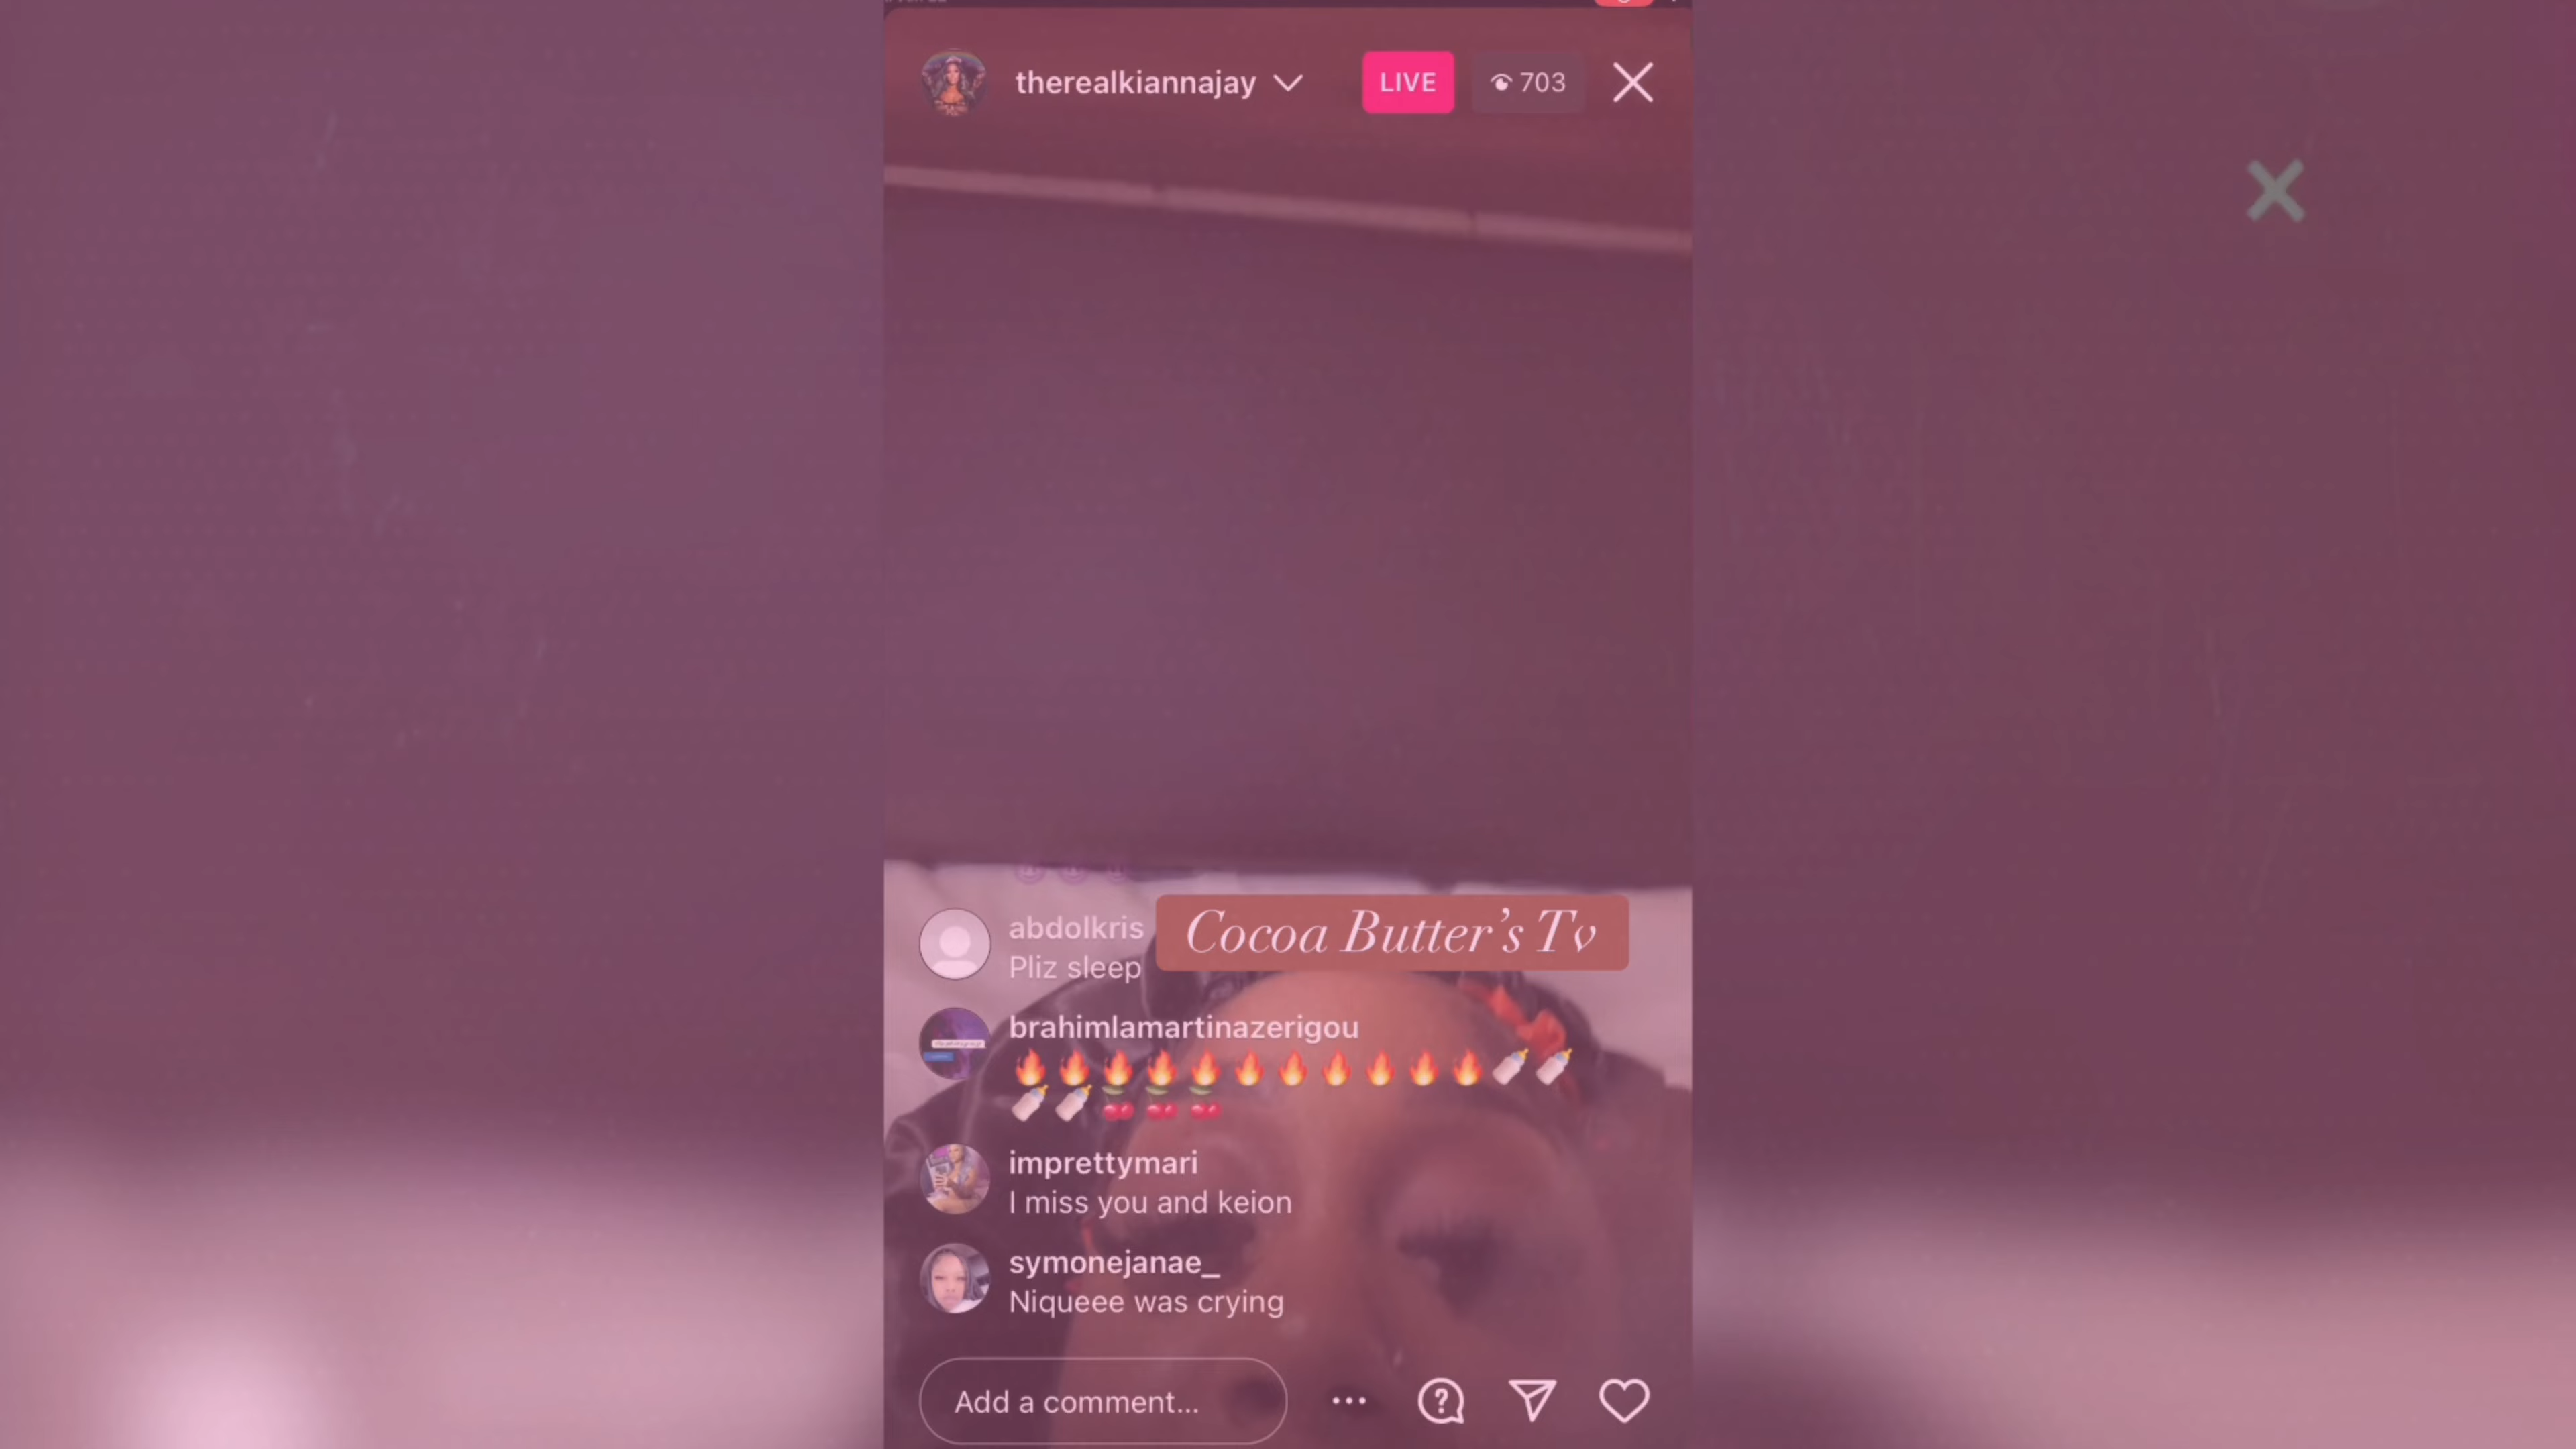 therealkiannajay
LIVE
703
abdolkris
Cocoa Butter's Tv
Pliz sleep
brahimlamartinazerigou
🔥🔥🔥🔥🔥🔥🔥🔥🔥🔥🔥🍼🍼
🍼🍼🍒🍒🍒
imprettymari
I miss you and keion
symonejanae_
Niqueee was crying
Add a comment...